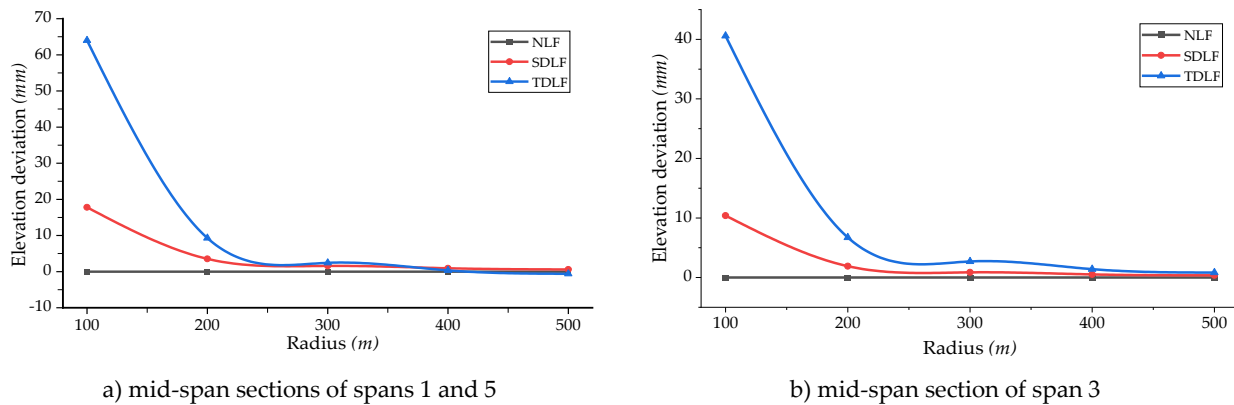 70
60
50
40
30
20
10
0
-10
Elevation deviation (mm)
NLF
SDLF
TDLF
100 200 300 400 500
Radius (m)
a) mid-span sections of spans 1 and 5
40
30
20
10
0
Elevation deviation (mm)
NLF
SDLF
TDLF
100 200 300 400 500
Radius (m)
b) mid-span section of span 3